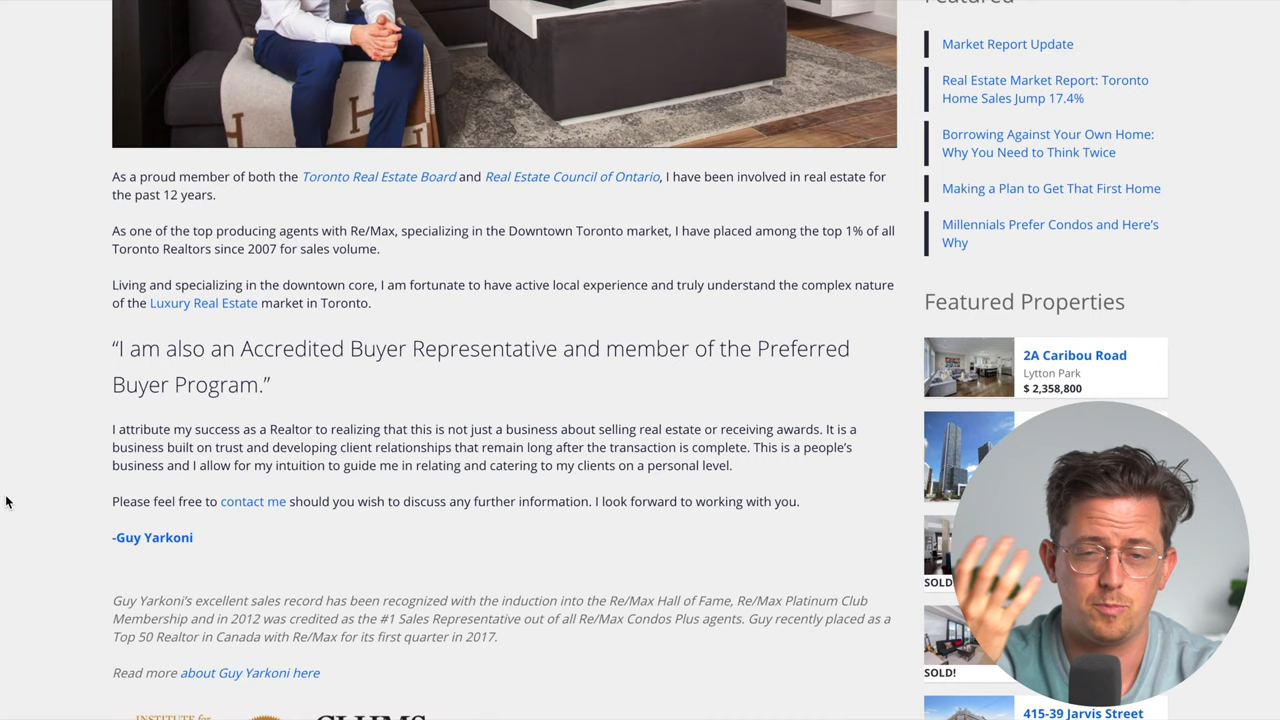 Featured
Market Report Update
Real Estate Market Report: Toronto
Home Sales Jump 17.4%
Borrowing Against Your Own Home:
Why You Need to Think Twice
Making a Plan to Get That First Home
Millennials Prefer Condos and Here’s
Why
As a proud member of both the Toronto Real Estate Board and Real Estate Council of Ontario, I have been involved in real estate for
the past 12 years.
As one of the top producing agents with Re/Max, specializing in the Downtown Toronto market, I have placed among the top 1% of all
Toronto Realtors since 2007 for sales volume.
Living and specializing in the downtown core, I am fortunate to have active local experience and truly understand the complex nature
of the Luxury Real Estate market in Toronto.
“I am also an Accredited Buyer Representative and member of the Preferred
Buyer Program.”
I attribute my success as a Realtor to realizing that this is not just a business about selling real estate or receiving awards. It is a
business built on trust and developing client relationships that remain long after the transaction is complete. This is a people’s
business and I allow for my intuition to guide me in relating and catering to my clients on a personal level.
Please feel free to contact me should you wish to discuss any further information. I look forward to working with you.
-Guy Yarkoni
Guy Yarkoni’s excellent sales record has been recognized with the induction into the Re/Max Hall of Fame, Re/Max Platinum Club
Membership and in 2012 was credited as the #1 Sales Representative out of all Re/Max Condos Plus agents. Guy recently placed as a
Top 50 Realtor in Canada with Re/Max for its first quarter in 2017.
Read more about Guy Yarkoni here
INSTITUTE for
CLHMS
Featured Properties
2A Caribou Road
Lytton Park
$ 2,358,800
SOLD
SOLD!
415-39 Jarvis Street